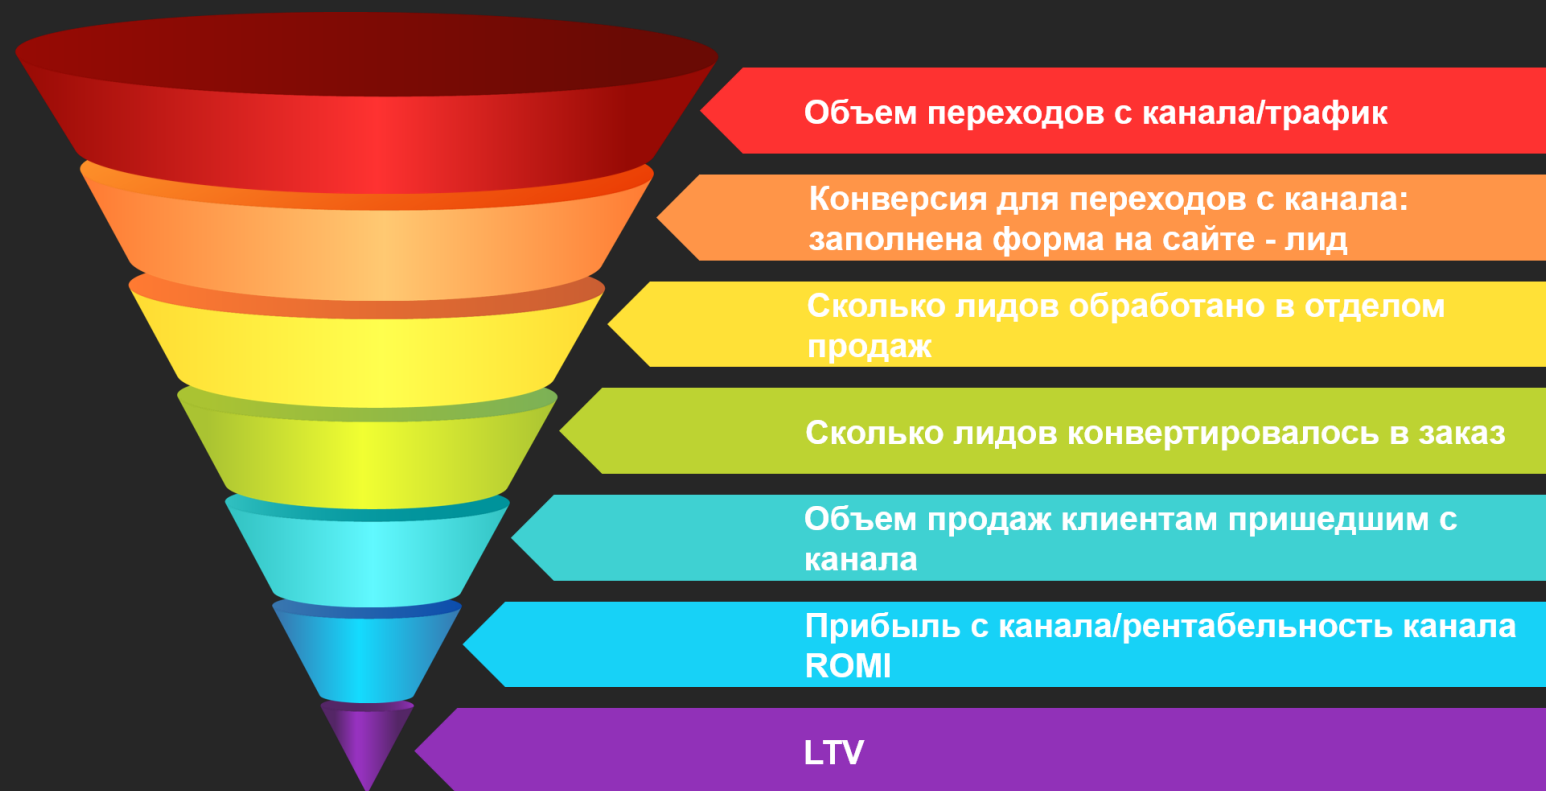 Объем переходов с канала/трафик
Конверсия для переходов с канала:
заполнена форма на сайте - лид
Сколько лидов обработано в отделом
продаж
Сколько лидов конвертировалось в заказ
Объем продаж клиентам пришедшим с
канала
Прибыль с канала/рентабельность канала
ROMI
LTV